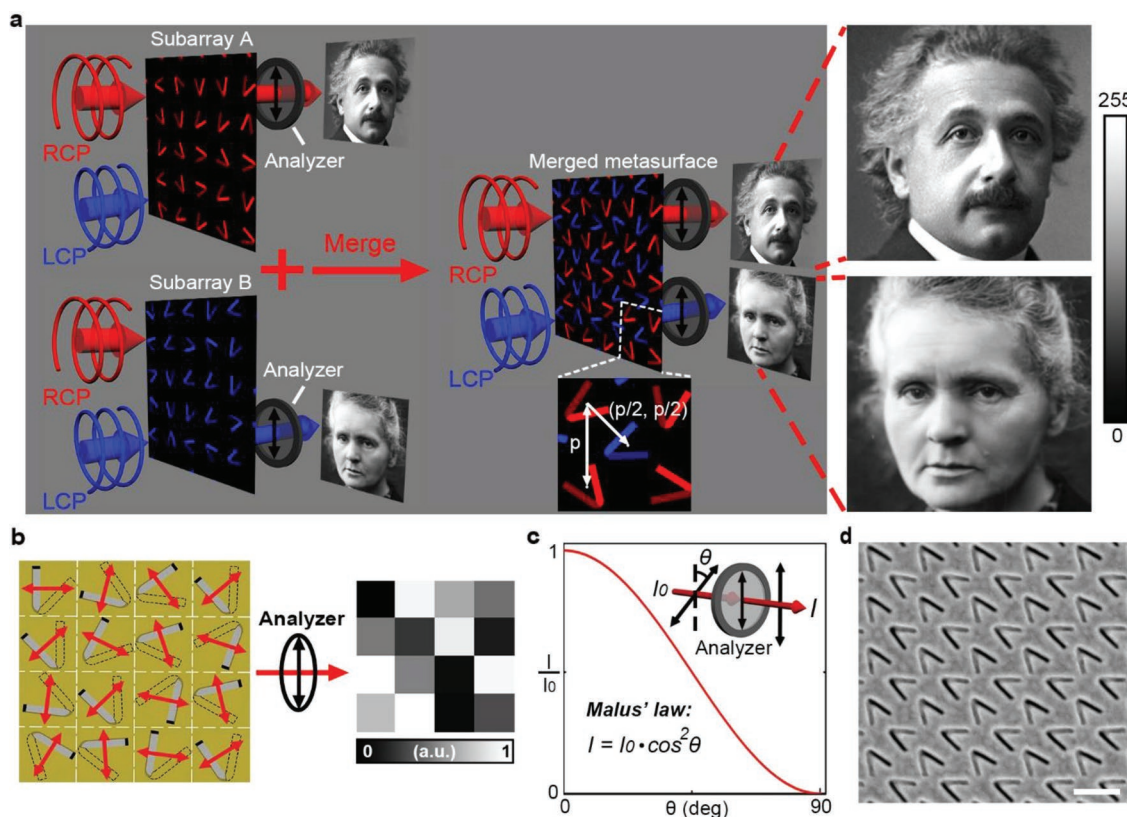 a
Subarray A
RCP
Analyzer
LCP
Subarray B
RCP
Analyzer
LCP
Merge
Merged metasurface
RCP
LCP
p
(p/2, p/2)
255
0
b
Analyzer
0 (a.u.) 1
c
1
I
I₀
0
θ
I₀
I
Analyzer
Malus’ law:
I = I₀•cos²θ
0 θ (deg) 90
d